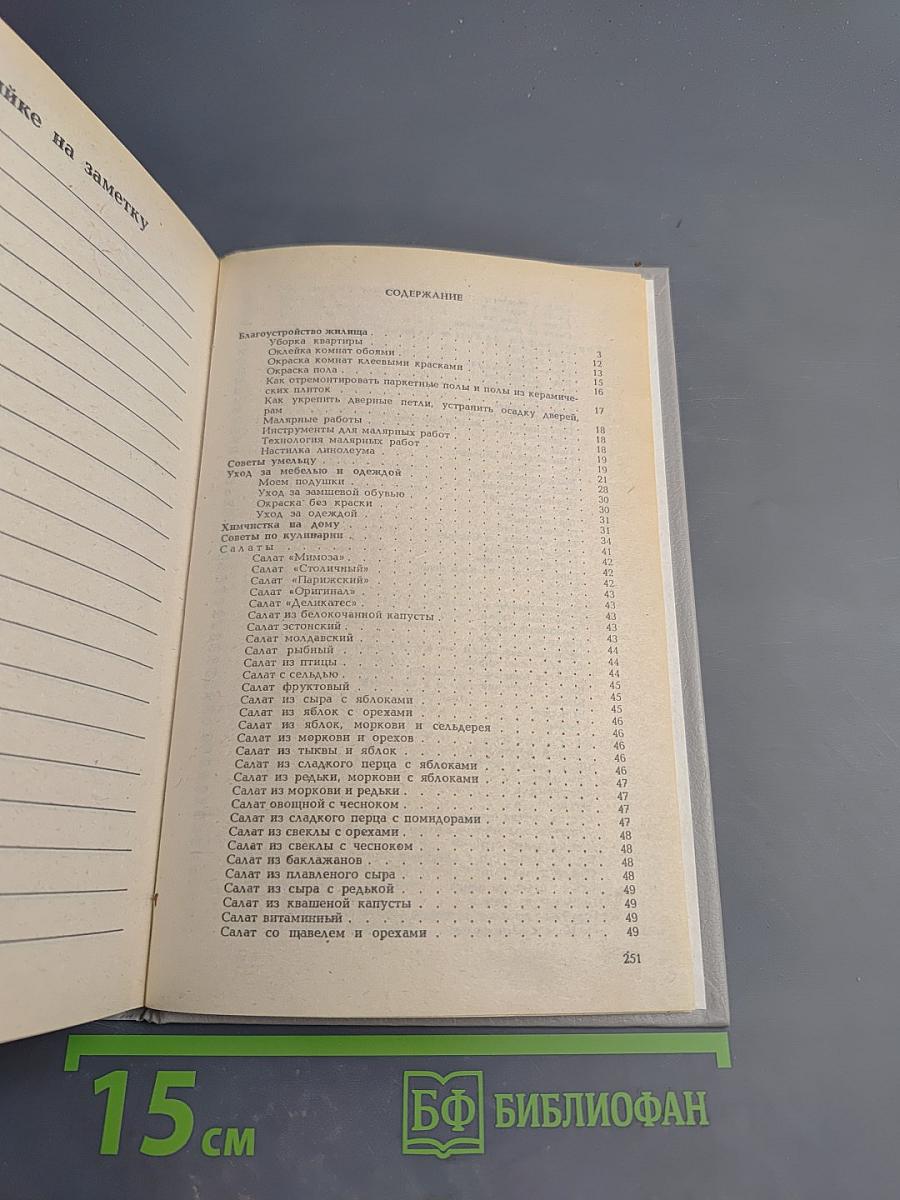 йке на заметку
СОДЕРЖАНИЕ
Благоустройство жилища . . . . . . 3
Уборка квартиры . . . . . . 12
Оклейка комнат обоями . . . . . . 13
Окраска комнат клеевыми красками . . . . . . 15
Окраска пола . . . . . . 16
Как отремонтировать паркетные полы и полы из керамиче-
ских плиток . . . . . . 17
Как укрепить дверные петли, устранить осадку дверей,
рам . . . . . . 18
Малярные работы . . . . . . 18
Инструменты для малярных работ . . . . . . 18
Технология малярных работ . . . . . . 19
Настилка линолеума . . . . . . 19
Советы умельцу . . . . . . 21
Уход за мебелью и одеждой . . . . . . 28
Моем подушки . . . . . . 30
Уход за замшевой обувью . . . . . . 30
Окраска без краски . . . . . . 31
Уход за одеждой . . . . . . 31
Химчистка на дому . . . . . . 34
Советы по кулинарии . . . . . . 41
Салаты . . . . . . 42
Салат «Мимоза» . . . . . . 42
Салат «Столичный» . . . . . . 42
Салат «Парижский» . . . . . . 43
Салат «Оригинал» . . . . . . 43
Салат «Деликатес» . . . . . . 43
Салат из белокочанной капусты . . . . . . 43
Салат эстонский . . . . . . 43
Салат молдавский . . . . . . 44
Салат рыбный . . . . . . 44
Салат из птицы . . . . . . 44
Салат с сельдью . . . . . . 45
Салат фруктовый . . . . . . 45
Салат из сыра с яблоками . . . . . . 45
Салат из яблок с орехами . . . . . . 46
Салат из яблок, моркови и сельдерея . . . . . . 46
Салат из моркови и орехов . . . . . . 46
Салат из тыквы и яблок . . . . . . 46
Салат из сладкого перца с яблоками . . . . . . 46
Салат из редьки, моркови с яблоками . . . . . . 47
Салат из моркови и редьки . . . . . . 47
Салат овощной с чесноком . . . . . . 47
Салат из сладкого перца с помидорами . . . . . . 47
Салат из свеклы с орехами . . . . . . 48
Салат из свеклы с чесноком . . . . . . 48
Салат из баклажанов . . . . . . 48
Салат из плавленого сыра . . . . . . 48
Салат из сыра с редькой . . . . . . 49
Салат из квашеной капусты . . . . . . 49
Салат витаминный . . . . . . 49
Салат со щавелем и орехами . . . . . . 49
251
15 см
БФ БИБЛИОФАН